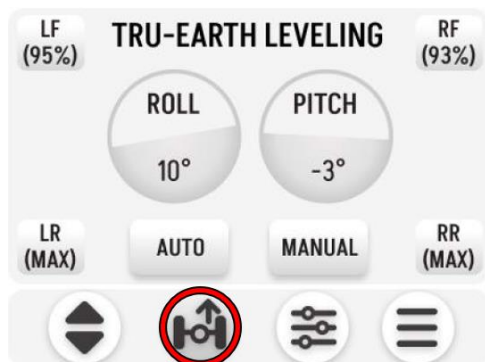 LF
(95%)
TRU-EARTH LEVELING
RF
(93%)
ROLL
10°
PITCH
-3°
LR
(MAX)
AUTO
MANUAL
RR
(MAX)